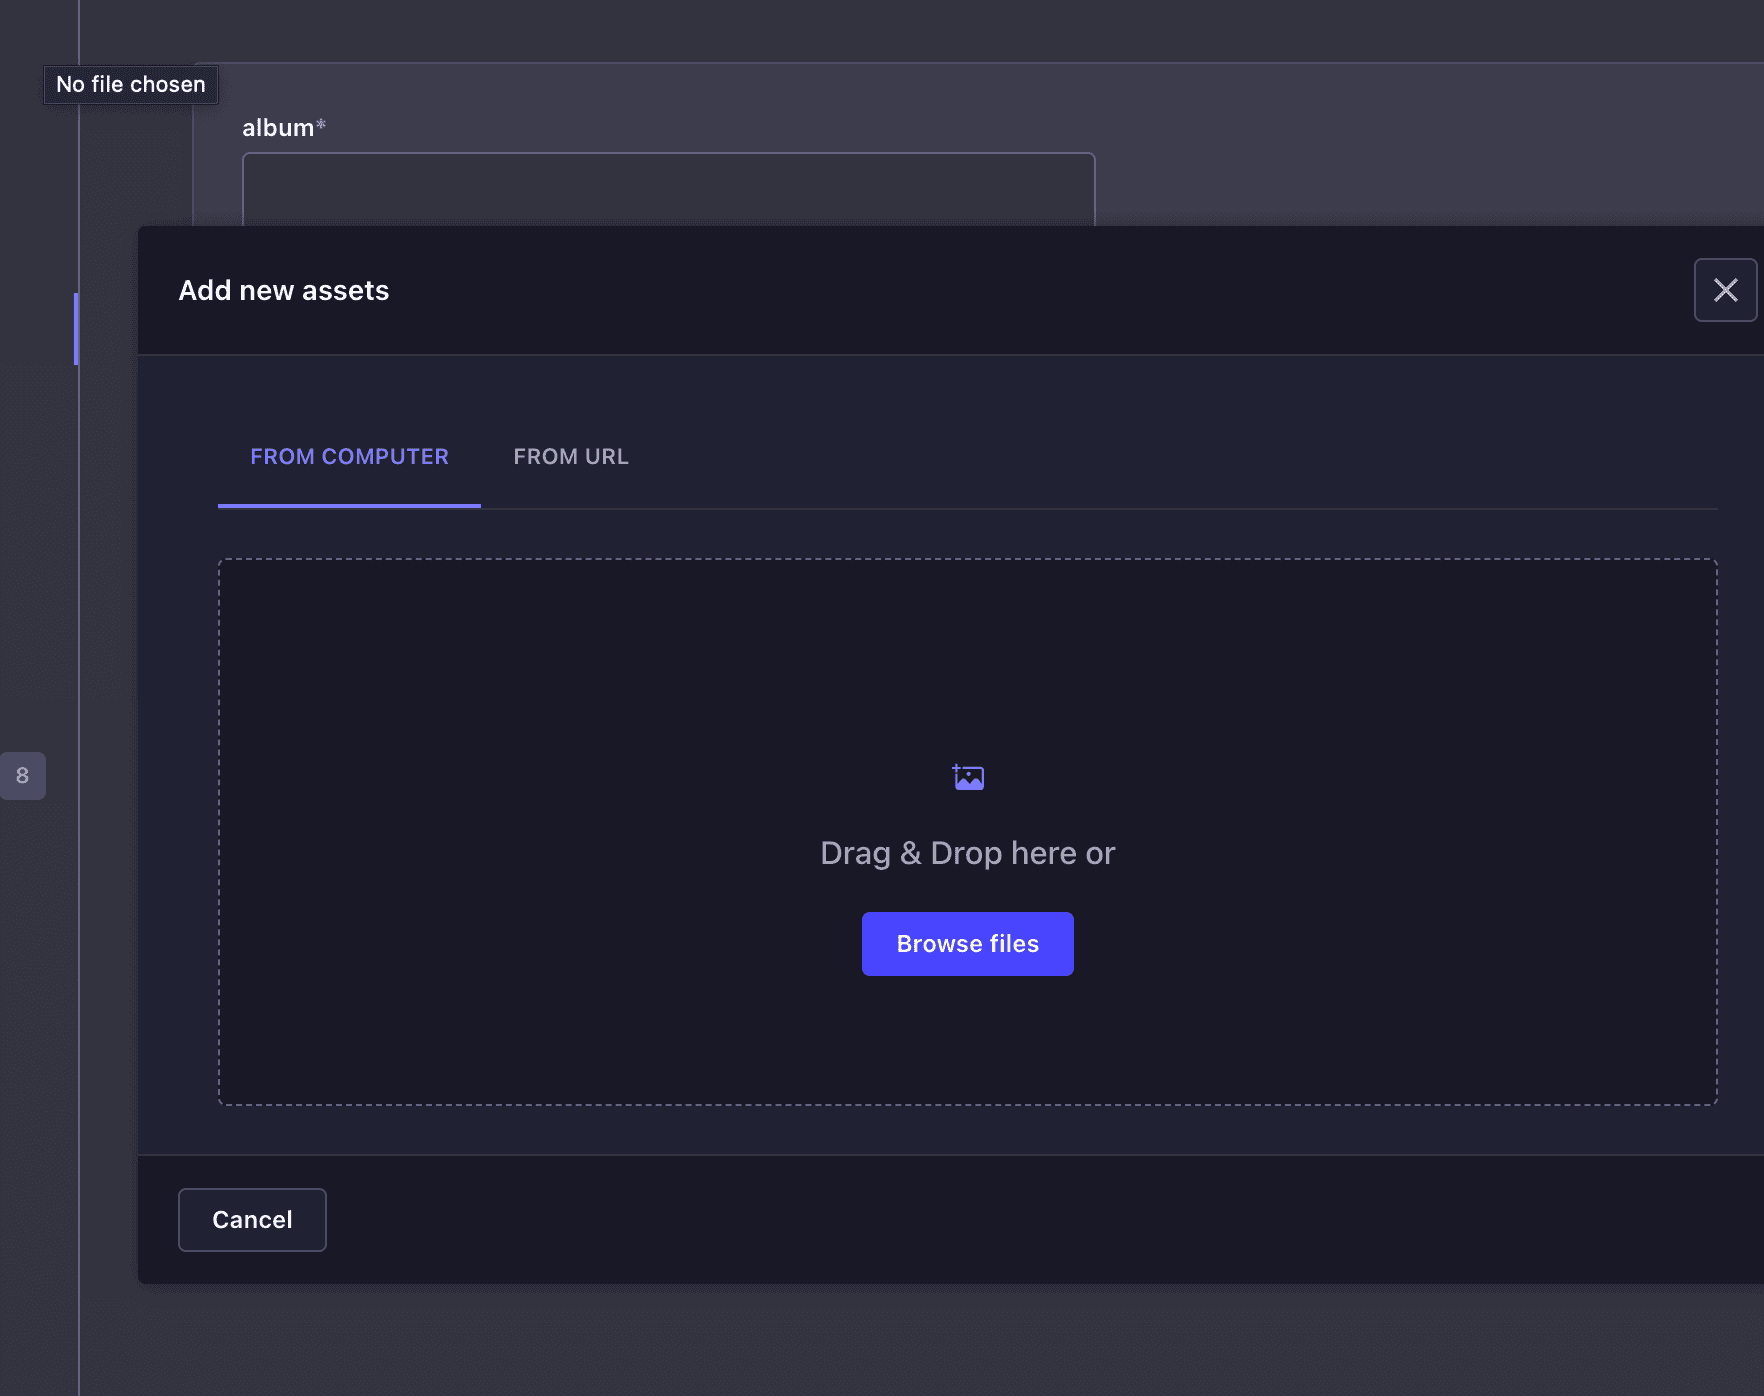 No file chosen
album*
Add new assets
FROM COMPUTER
FROM URL
8
Drag & Drop here or
Browse files
Cancel